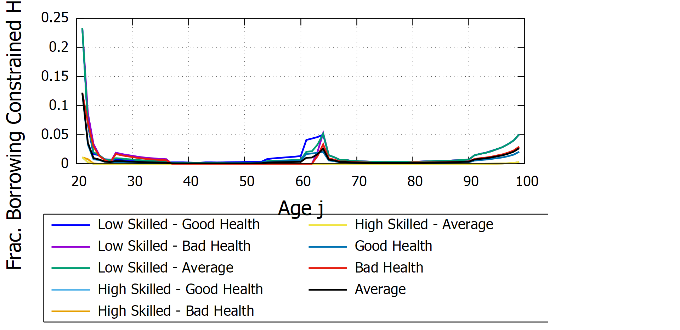 Frac. Borrowing Constrained H
0.25
0.2
0.15
0.1
0.05
0
20 30 40 50 60 70 80 90 100
Age j
Low Skilled - Good Health
Low Skilled - Bad Health
Low Skilled - Average
High Skilled - Good Health
High Skilled - Bad Health
High Skilled - Average
Good Health
Bad Health
Average